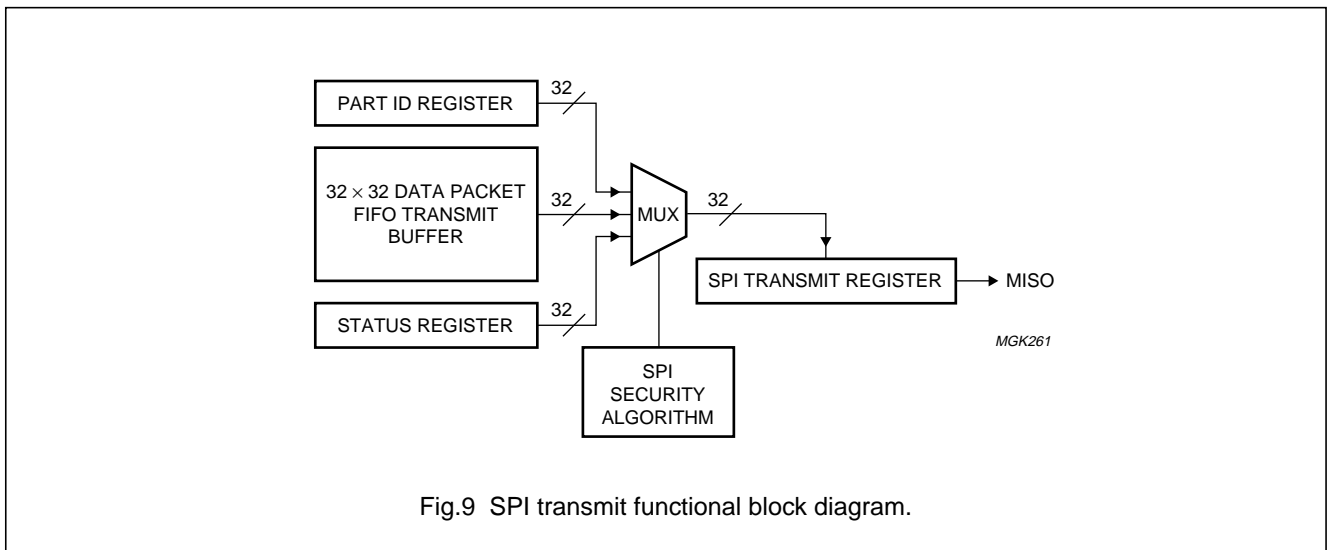 32
PART ID REGISTER
32 × 32 DATA PACKET
FIFO TRANSMIT
BUFFER
32
MUX
32
SPI TRANSMIT REGISTER
MISO
32
STATUS REGISTER
MGK261
SPI
SECURITY
ALGORITHM
Fig.9 SPI transmit functional block diagram.